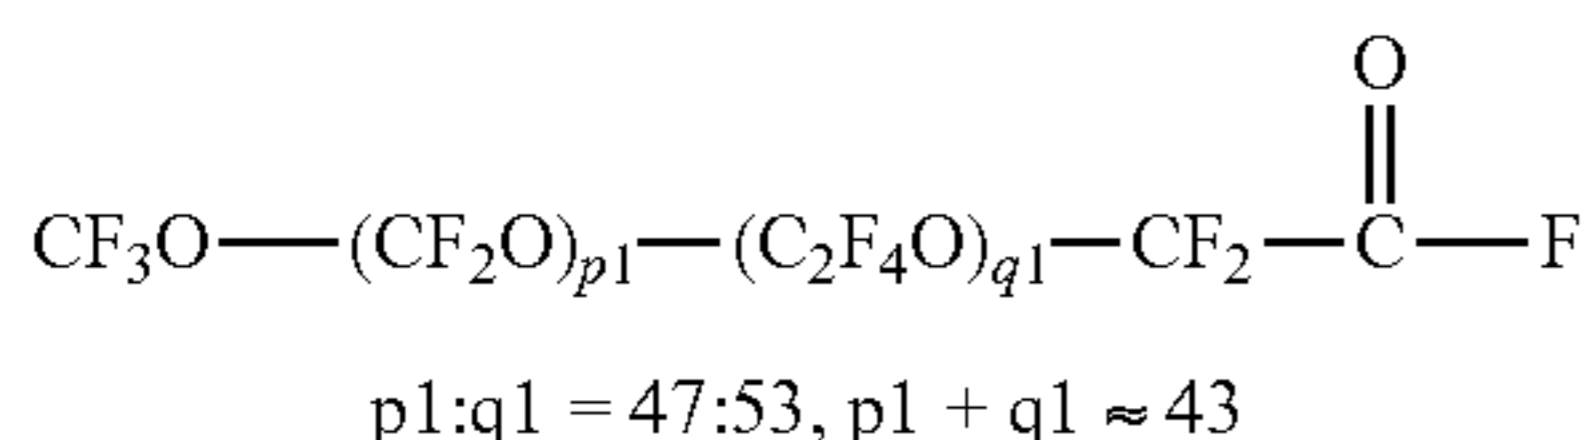 O
CF₃O—(CF₂O)ₚ₁—(C₂F₄O)q1—CF₂—C—F
p1:q1 = 47:53, p1 + q1 ≈ 43